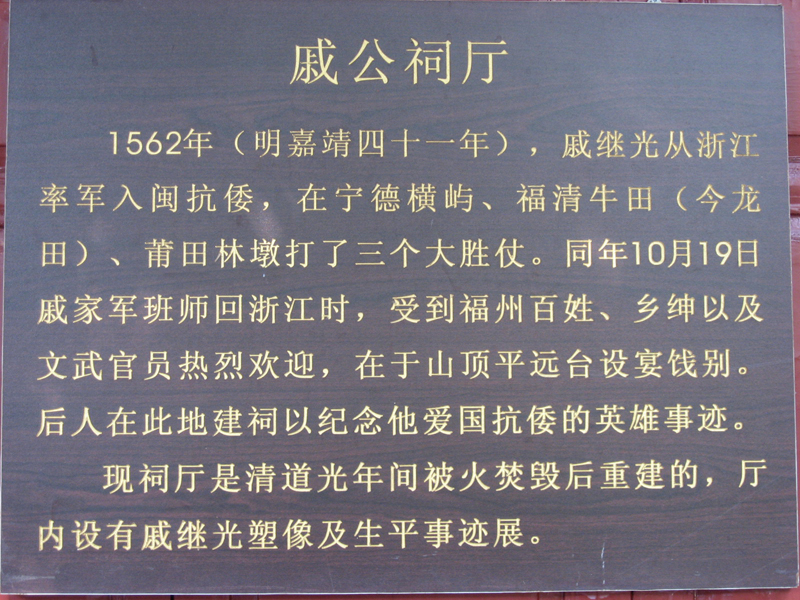 戚公祠厅
1562年（明嘉靖四十一年），戚继光从浙江
率军入闽抗倭，在宁德横屿、福清牛田（今龙
田）、莆田林墩打了三个大胜仗。同年10月19日
戚家军班师回浙江时，受到福州百姓、乡绅以及
文武官员热烈欢迎，在于山顶平远台设宴饯别。
后人在此地建祠以纪念他爱国抗倭的英雄事迹。
现祠厅是清道光年间被火焚毁后重建的，厅
内设有戚继光塑像及生平事迹展。